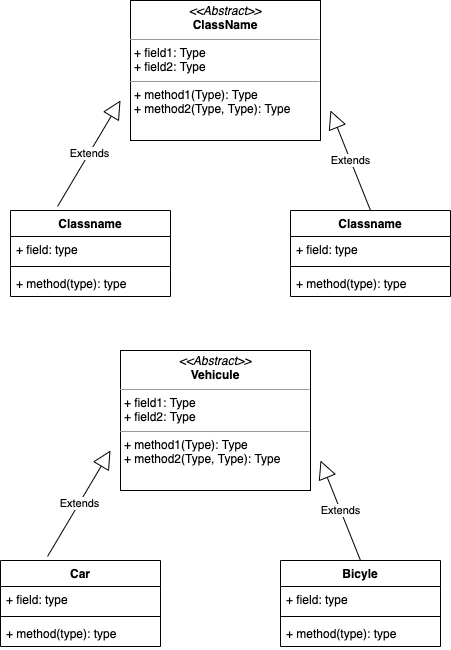 <<Abstract>>
ClassName
+ field1: Type
+ field2: Type
+ method1(Type): Type
+ method2(Type, Type): Type
Extends
Extends
Classname
+ field: type
+ method(type): type
Classname
+ field: type
+ method(type): type
<<Abstract>>
Vehicule
+ field1: Type
+ field2: Type
+ method1(Type): Type
+ method2(Type, Type): Type
Extends
Extends
Car
+ field: type
+ method(type): type
Bicyle
+ field: type
+ method(type): type